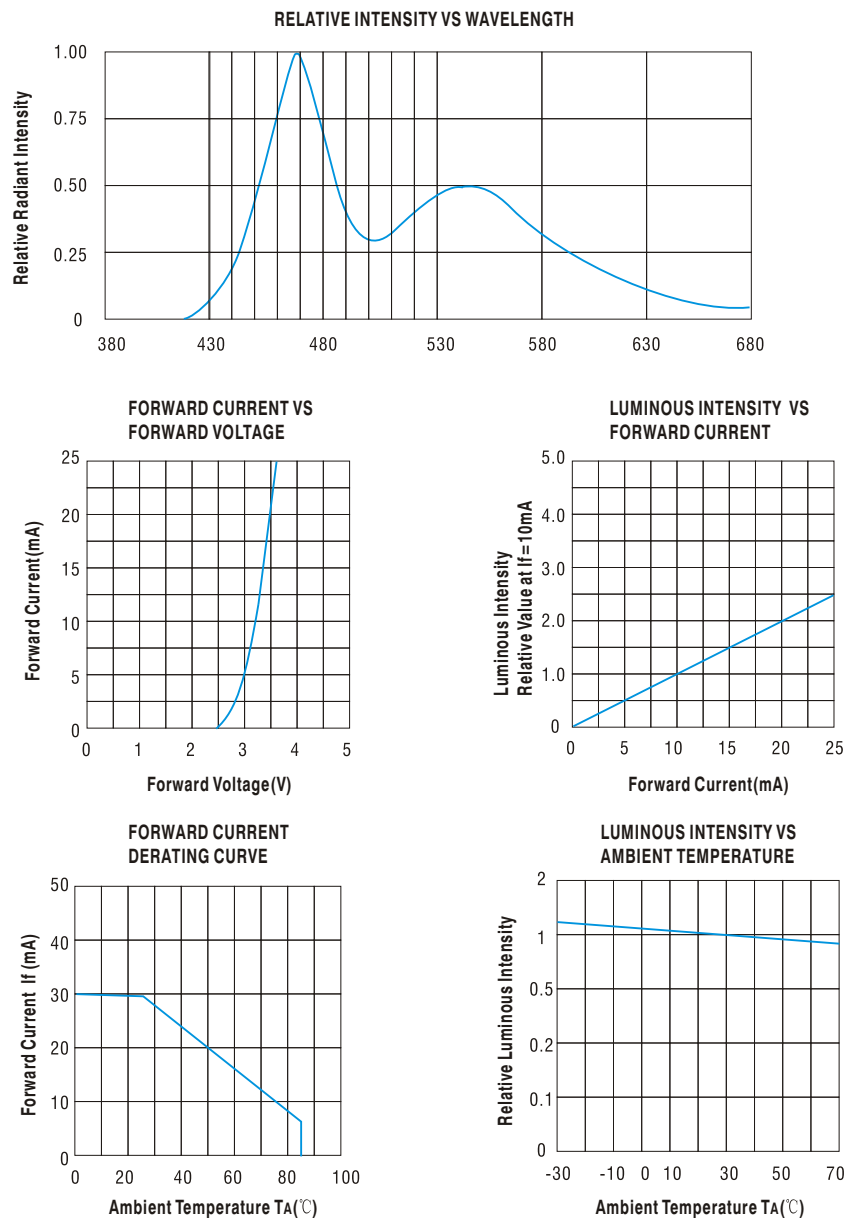 RELATIVE INTENSITY VS WAVELENGTH
Relative Radiant Intensity
1.00
0.75
0.50
0.25
0
380 430 480 530 580 630 680
FORWARD CURRENT VS
FORWARD VOLTAGE
Forward Current(mA)
25
20
15
10
5
0
0 1 2 3 4 5
Forward Voltage(V)
LUMINOUS INTENSITY VS
FORWARD CURRENT
Luminous Intensity
Relative Value at If=10mA
5.0
4.0
3.0
2.0
1.0
0
0 5 10 15 20 25
Forward Current(mA)
FORWARD CURRENT
DERATING CURVE
Forward Current If (mA)
50
40
30
20
10
0
0 20 40 60 80 100
Ambient Temperature TA(℃)
LUMINOUS INTENSITY VS
AMBIENT TEMPERATURE
Relative Luminous Intensity
2
1
0.5
0.2
0.1
0
-30 -10 0 10 30 50 70
Ambient Temperature TA(℃)